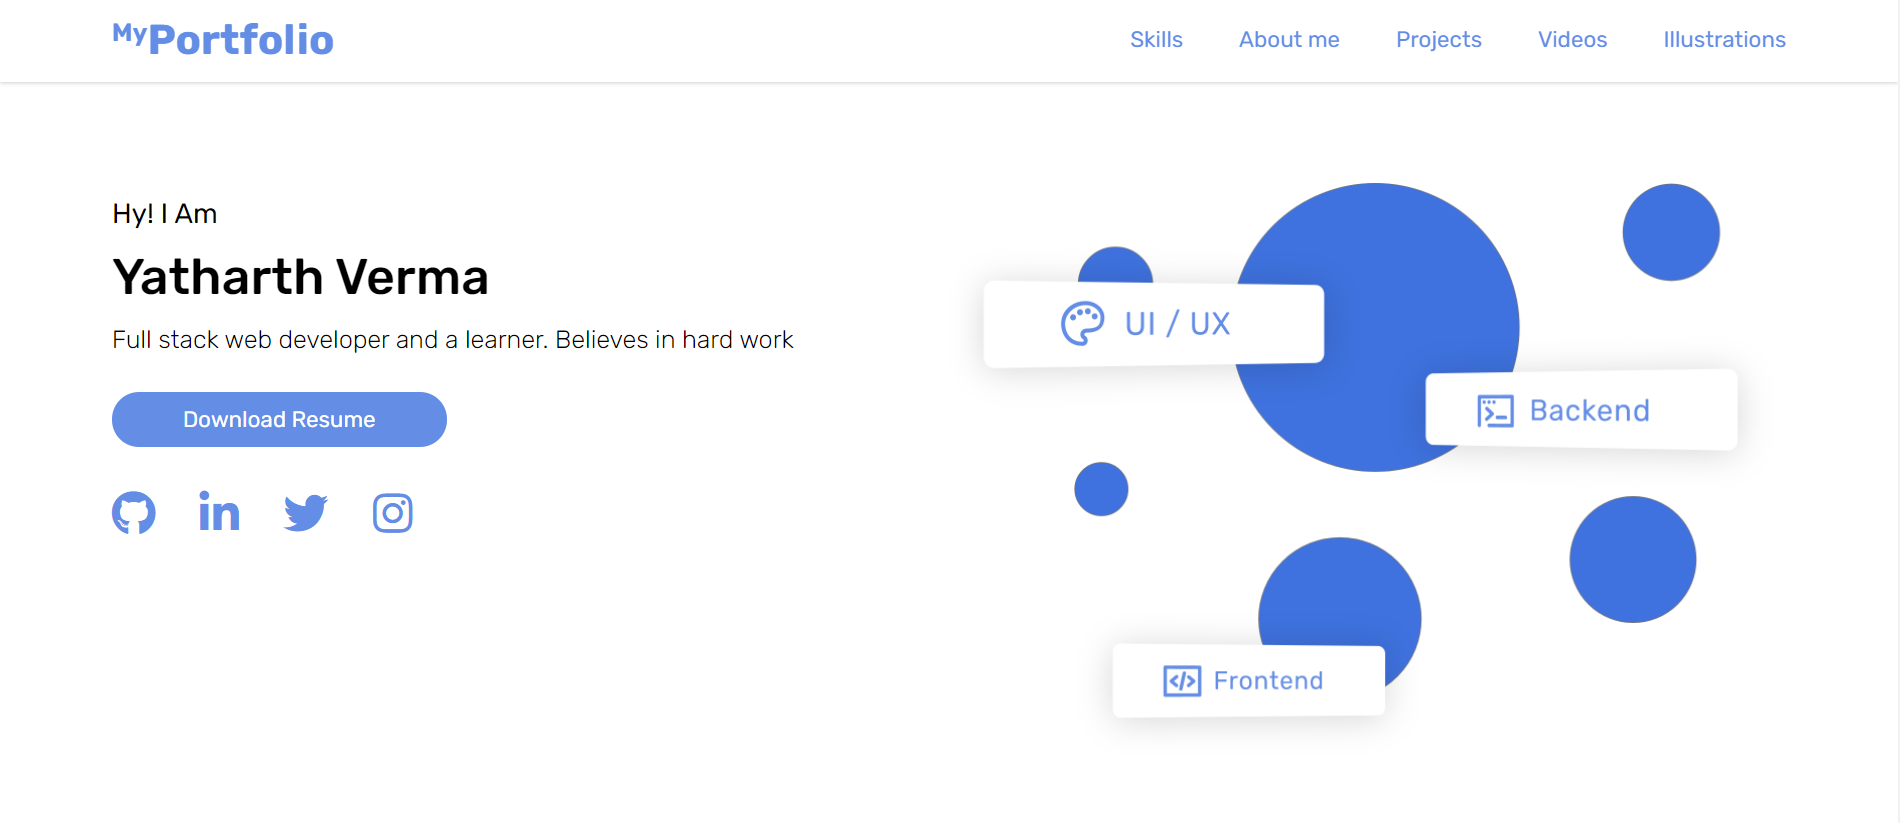 MyPortfolio
Skills About me Projects Videos Illustrations
Hy! I Am
Yatharth Verma
Full stack web developer and a learner. Believes in hard work
Download Resume
UI / UX
Backend
Frontend